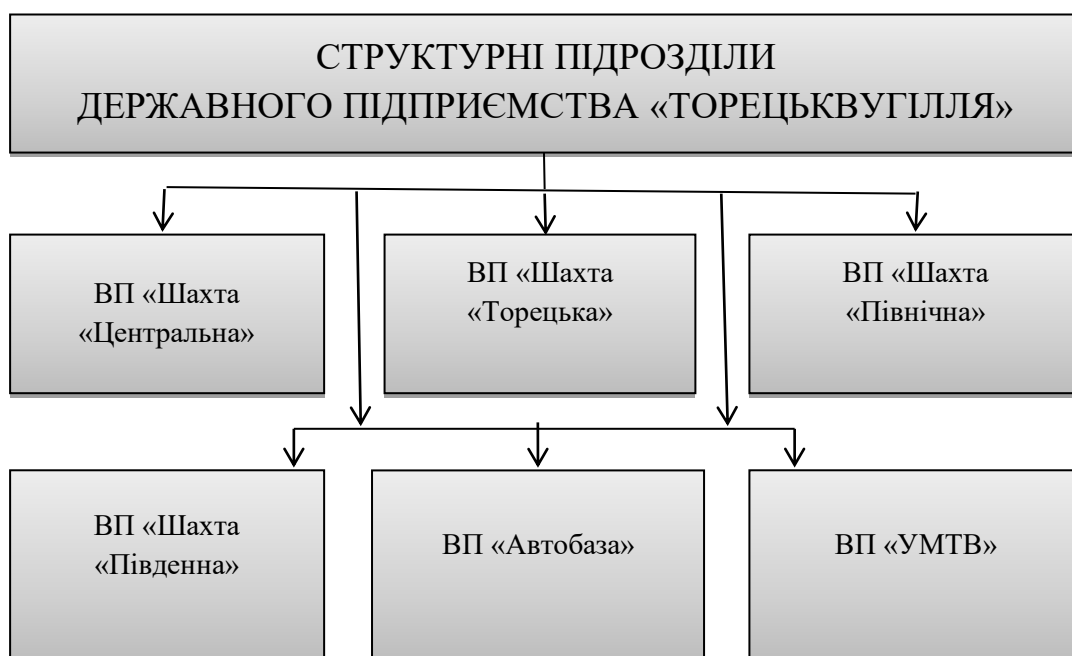 СТРУКТУРНІ ПІДРОЗДІЛИ
ДЕРЖАВНОГО ПІДПРИЄМСТВА «ТОРЕЦЬКВУГІЛЛЯ»
ВП «Шахта
«Центральна»
ВП «Шахта
«Торецька»
ВП «Шахта
«Північна»
ВП «Шахта
«Південна»
ВП «Автобаза»
ВП «УМТВ»